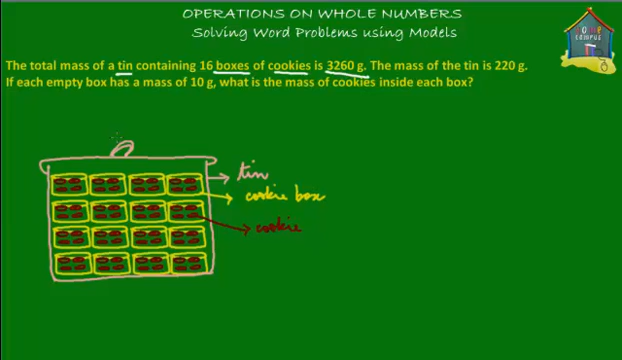 OPERATIONS ON WHOLE NUMBERS
Solving Word Problems using Models
The total mass of a tin containing 16 boxes of cookies is 3260 g. The mass of the tin is 220 g.
If each empty box has a mass of 10 g, what is the mass of cookies inside each box?
tin
cookie box
cookie